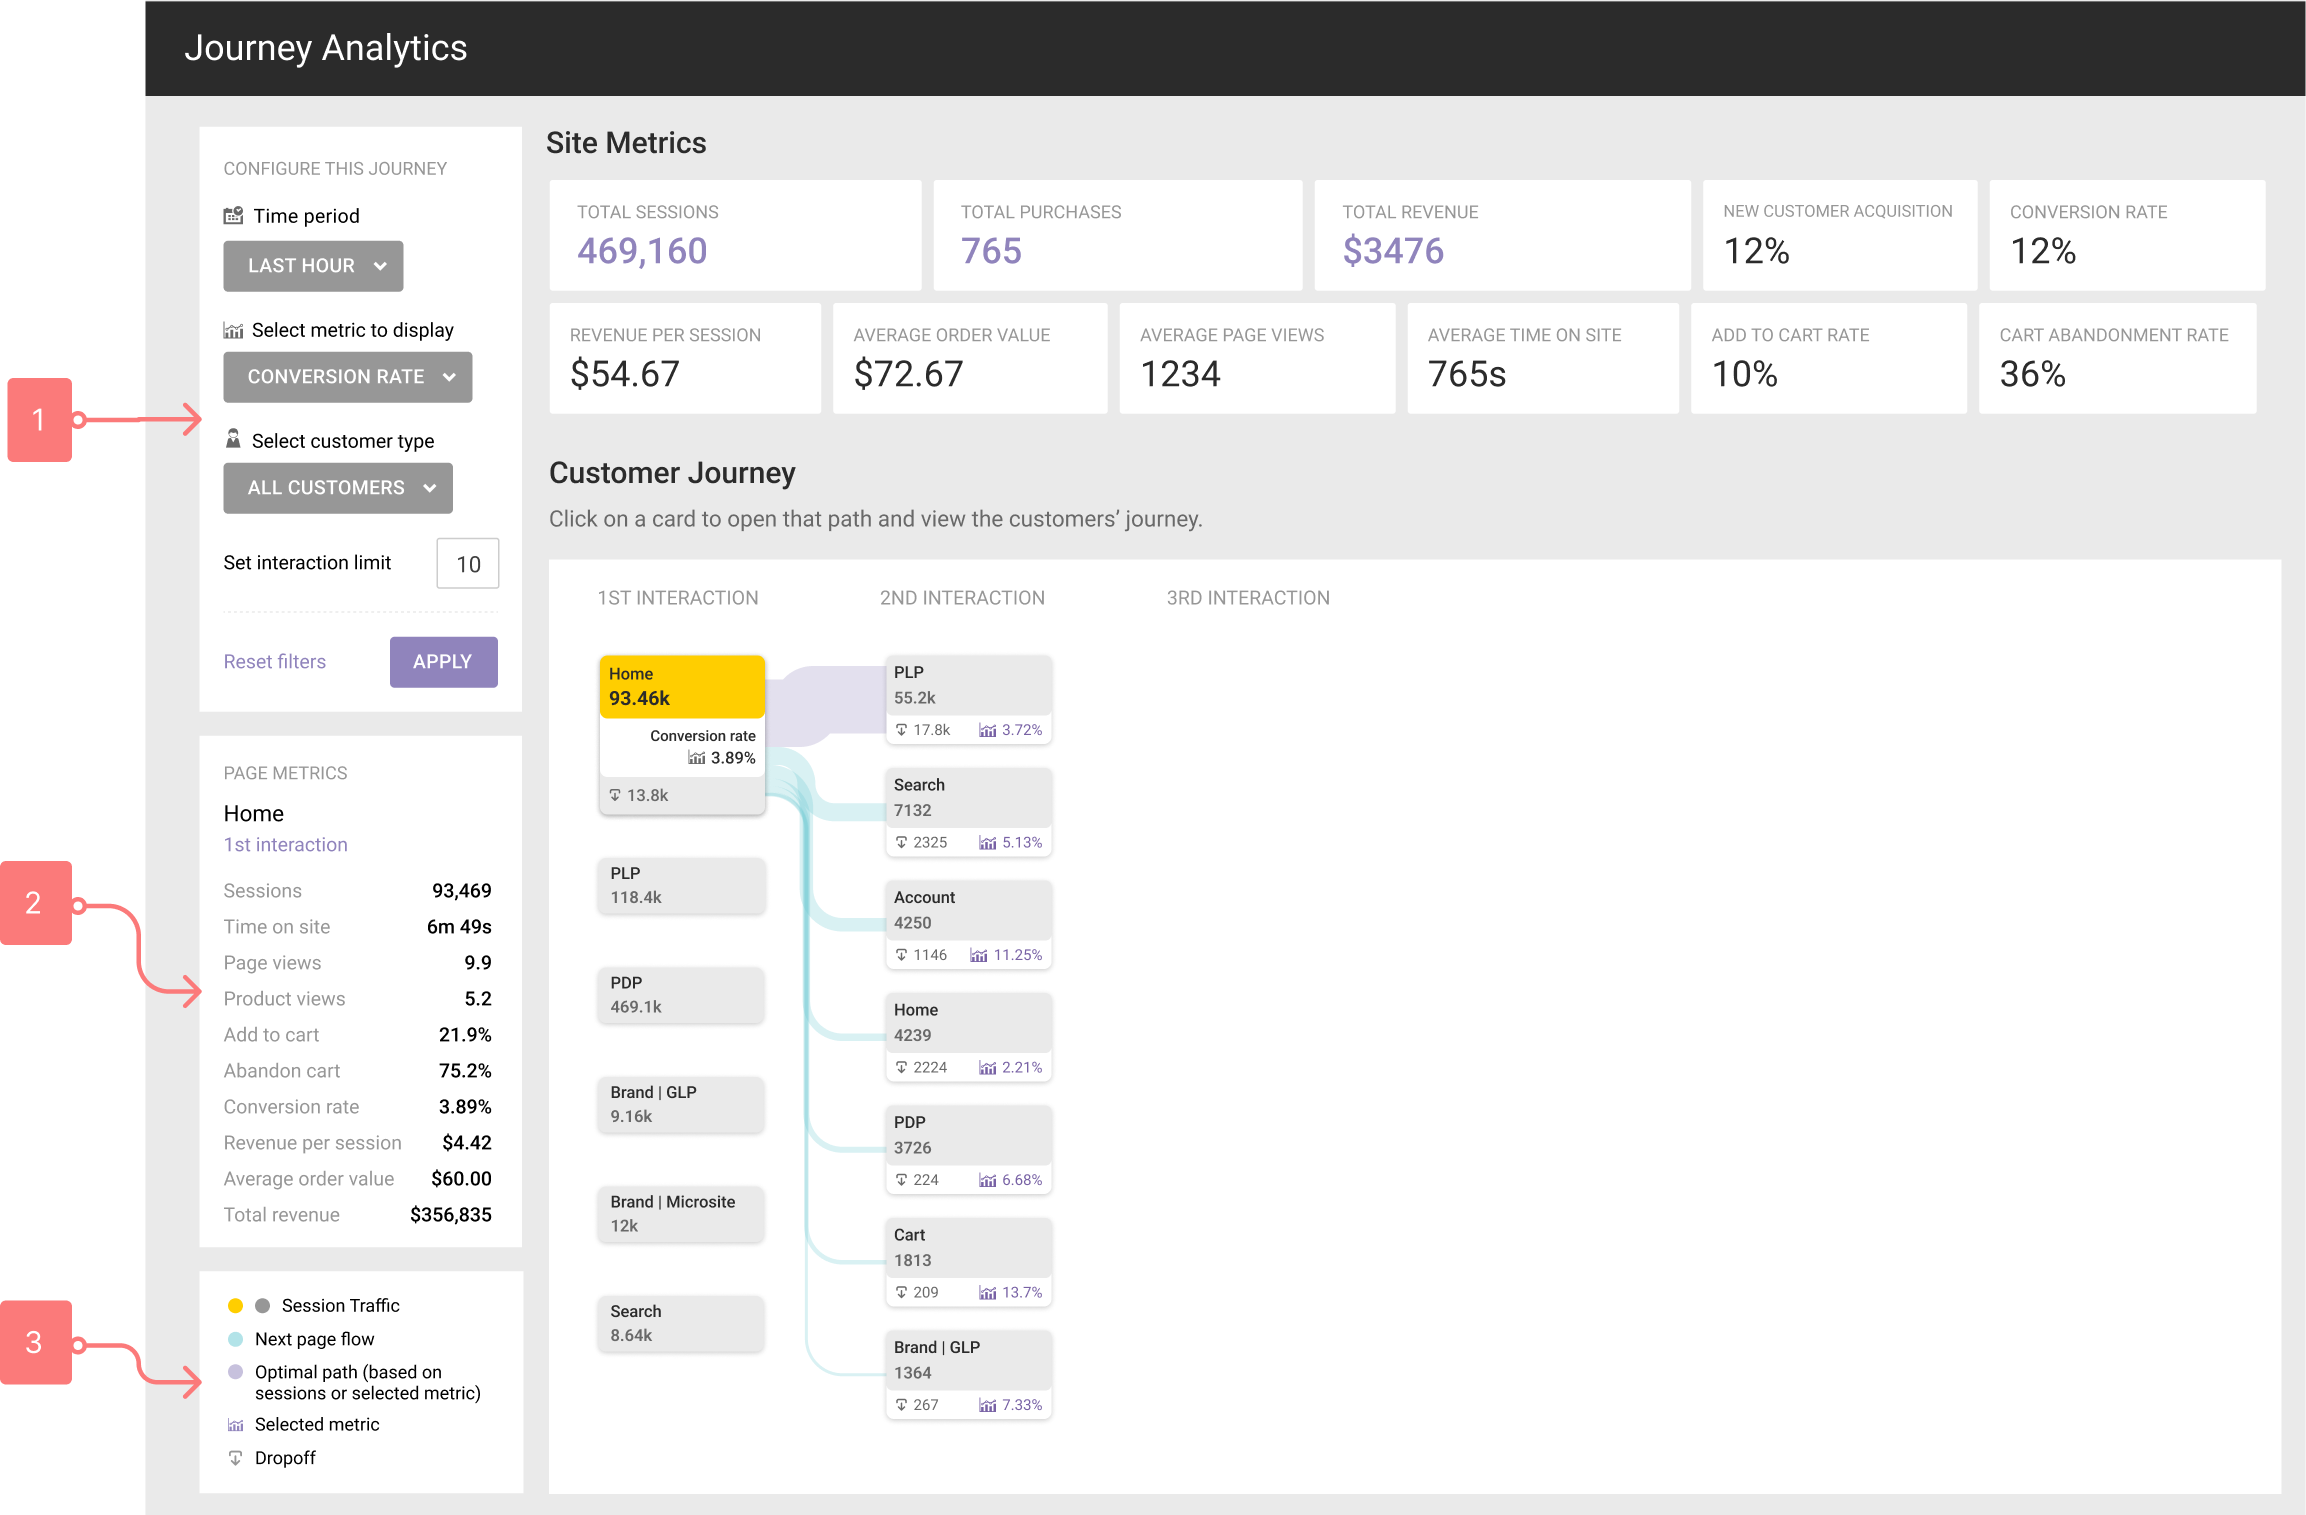 Journey Analytics
CONFIGURE THIS JOURNEY
Time period
LAST HOUR
Select metric to display
CONVERSION RATE
Select customer type
ALL CUSTOMERS
Set interaction limit 10
Reset filters APPLY
1
PAGE METRICS
Home
1st interaction
Sessions 93,469
Time on site 6m 49s
Page views 9.9
Product views 5.2
Add to cart 21.9%
Abandon cart 75.2%
Conversion rate 3.89%
Revenue per session $4.42
Average order value $60.00
Total revenue $356,835
2
Session Traffic
Next page flow
Optimal path (based on
sessions or selected metric)
Selected metric
Dropoff
3
Site Metrics
TOTAL SESSIONS
469,160
TOTAL PURCHASES
765
TOTAL REVENUE
$3476
NEW CUSTOMER ACQUISITION
12%
CONVERSION RATE
12%
REVENUE PER SESSION
$54.67
AVERAGE ORDER VALUE
$72.67
AVERAGE PAGE VIEWS
1234
AVERAGE TIME ON SITE
765s
ADD TO CART RATE
10%
CART ABANDONMENT RATE
36%
Customer Journey
Click on a card to open that path and view the customers’ journey.
1ST INTERACTION
Home
93.46k
Conversion rate
3.89%
13.8k
PLP
118.4k
PDP
469.1k
Brand | GLP
9.16k
Brand | Microsite
12k
Search
8.64k
2ND INTERACTION
PLP
55.2k
17.8k 3.72%
Search
7132
2325 5.13%
Account
4250
1146 11.25%
Home
4239
2224 2.21%
PDP
3726
224 6.68%
Cart
1813
209 13.7%
Brand | GLP
1364
267 7.33%
3RD INTERACTION